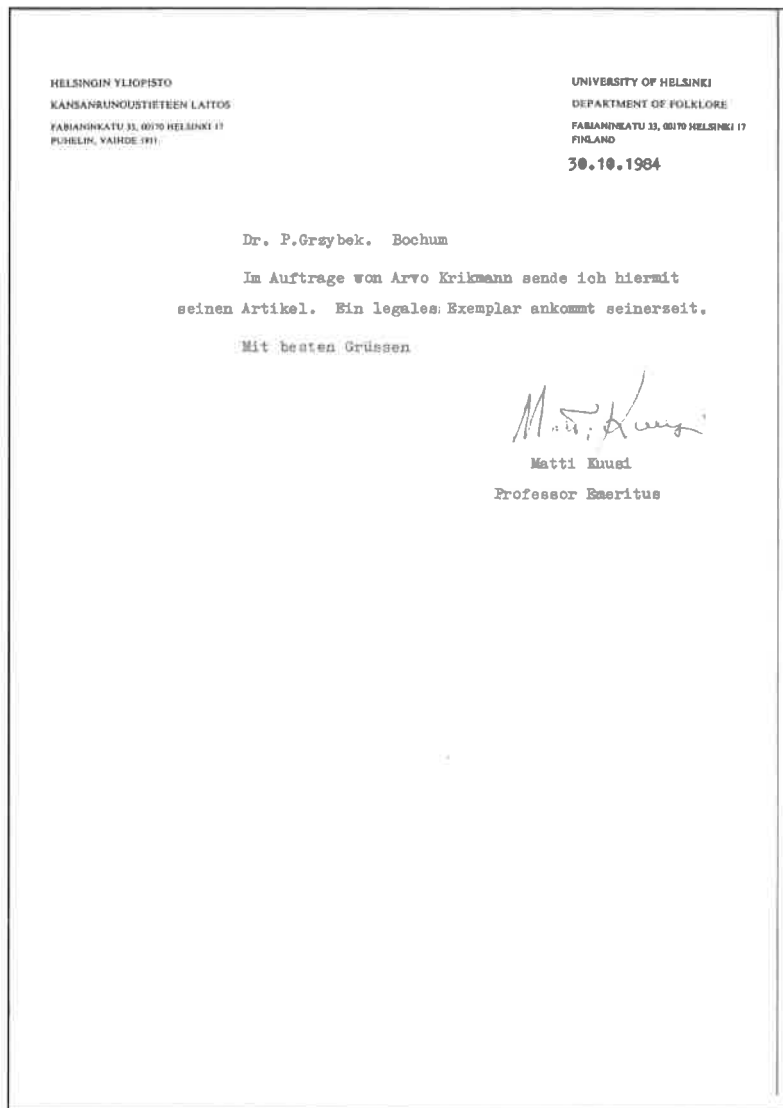 HELSINGIN YLIOPISTO
KANSANRUNOUSTIETEEN LAITOS
FABIANINKATU 33, 00170 HELSINKI 17
PUHELIN, VAIHDE 1911
UNIVERSITY OF HELSINKI
DEPARTMENT OF FOLKLORE
FABIANINKATU 33, 00170 HELSINKI 17
FINLAND
30.10.1984
Dr. P.Grzybek. Bochum
Im Auftrage von Arvo Krikmann sende ich hiermit
seinen Artikel. Ein legales Exemplar ankommt seinerseit.
Mit besten Grüssen
Matti Kuusi
Matti Kuusi
Professor Emeritus